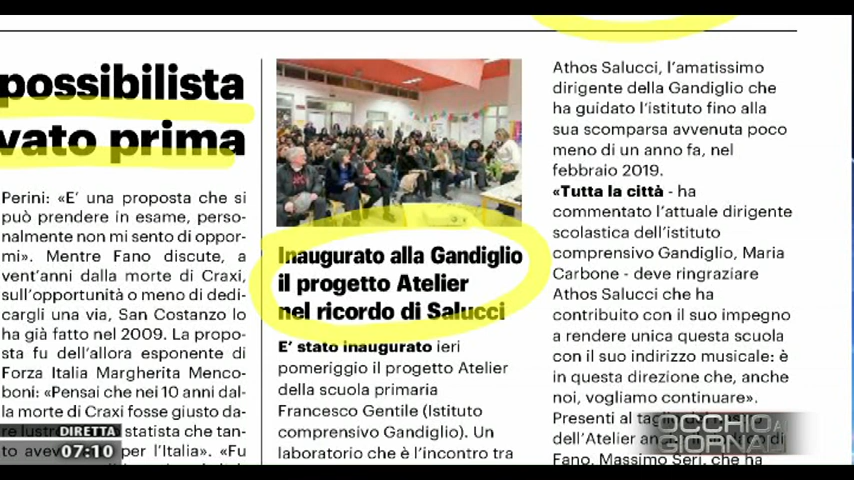 possibilista
vato prima
Perini: «E' una proposta che si
può prendere in esame, perso-
nalmente non mi sento di oppor-
mi». Mentre Fano discute, a
vent'anni dalla morte di Craxi,
sull'opportunità o meno di dedi-
cargli una via, San Costanzo lo
ha già fatto nel 2009. La propo-
sta fu dell'allora esponente di
Forza Italia Margherita Menco-
boni: «Pensai che nei 10 anni dal-
la morte di Craxi fosse giusto da-
re lustro statista che tan-
to avev per l'Italia». «Fu
Inaugurato alla Gandiglio
il progetto Atelier
nel ricordo di Salucci
E' stato inaugurato ieri
pomeriggio il progetto Atelier
della scuola primaria
Francesco Gentile (Istituto
comprensivo Gandiglio). Un
laboratorio che è l'incontro tra
Athos Salucci, l'amatissimo
dirigente della Gandiglio che
ha guidato l'istituto fino alla
sua scomparsa avvenuta poco
meno di un anno fa, nel
febbraio 2019.
«Tutta la città - ha
commentato l'attuale dirigente
scolastica dell'istituto
comprensivo Gandiglio, Maria
Carbone - deve ringraziare
Athos Salucci che ha
contribuito con il suo impegno
a rendere unica questa scuola
con il suo indirizzo musicale: è
in questa direzione che, anche
noi, vogliamo continuare».
Presenti al
dell'Atelier di
Fano, Massimo Seri, che ha
DIRETTA
07:10
OCCHIO AI
GIORNALI